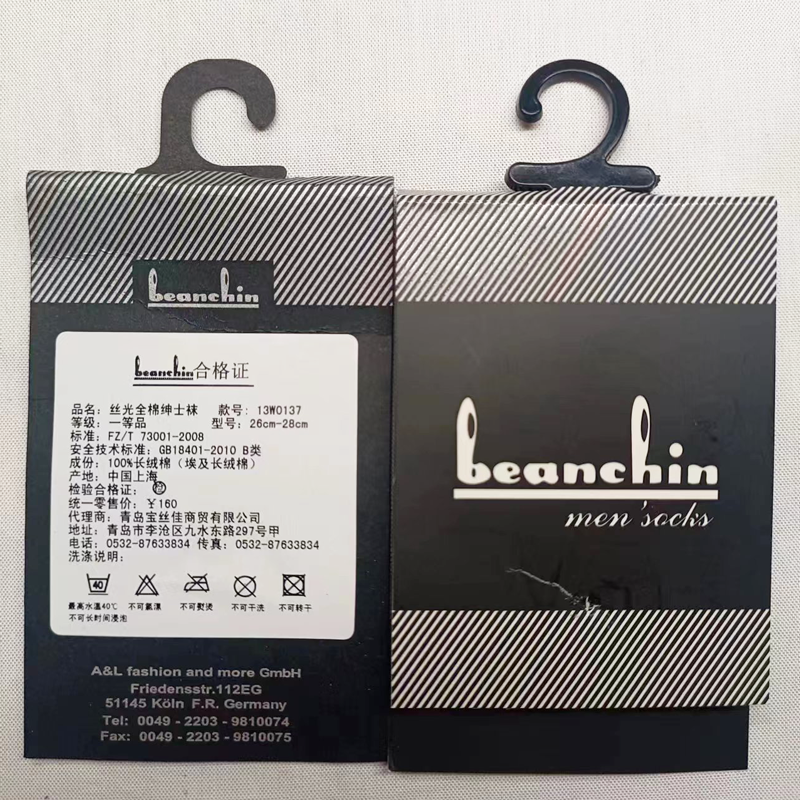 beanchin
beanchin合格证
品名：丝光全棉绅士袜 款号：13W0137
等级：一等品 型号：26cm-28cm
标准：FZ/T 73001-2008
安全技术标准：GB18401-2010 B类
成份：100%长绒棉（埃及长绒棉）
产地：中国上海
检验合格证：
统一零售价：￥160
代理商：青岛宝丝佳商贸有限公司
地址：青岛市李沧区九水东路297号甲
电话：0532-87633834 传真：0532-87633834
洗涤说明：
40
最高水温40℃ 不可氯漂 不可熨烫 不可干洗 不可转干
不可长时间浸泡
A&L fashion and more GmbH
Friedensstr.112EG
51145 Köln F.R. Germany
Tel: 0049 - 2203 - 9810074
Fax: 0049 - 2203 - 9810075
beanchin
men'socks